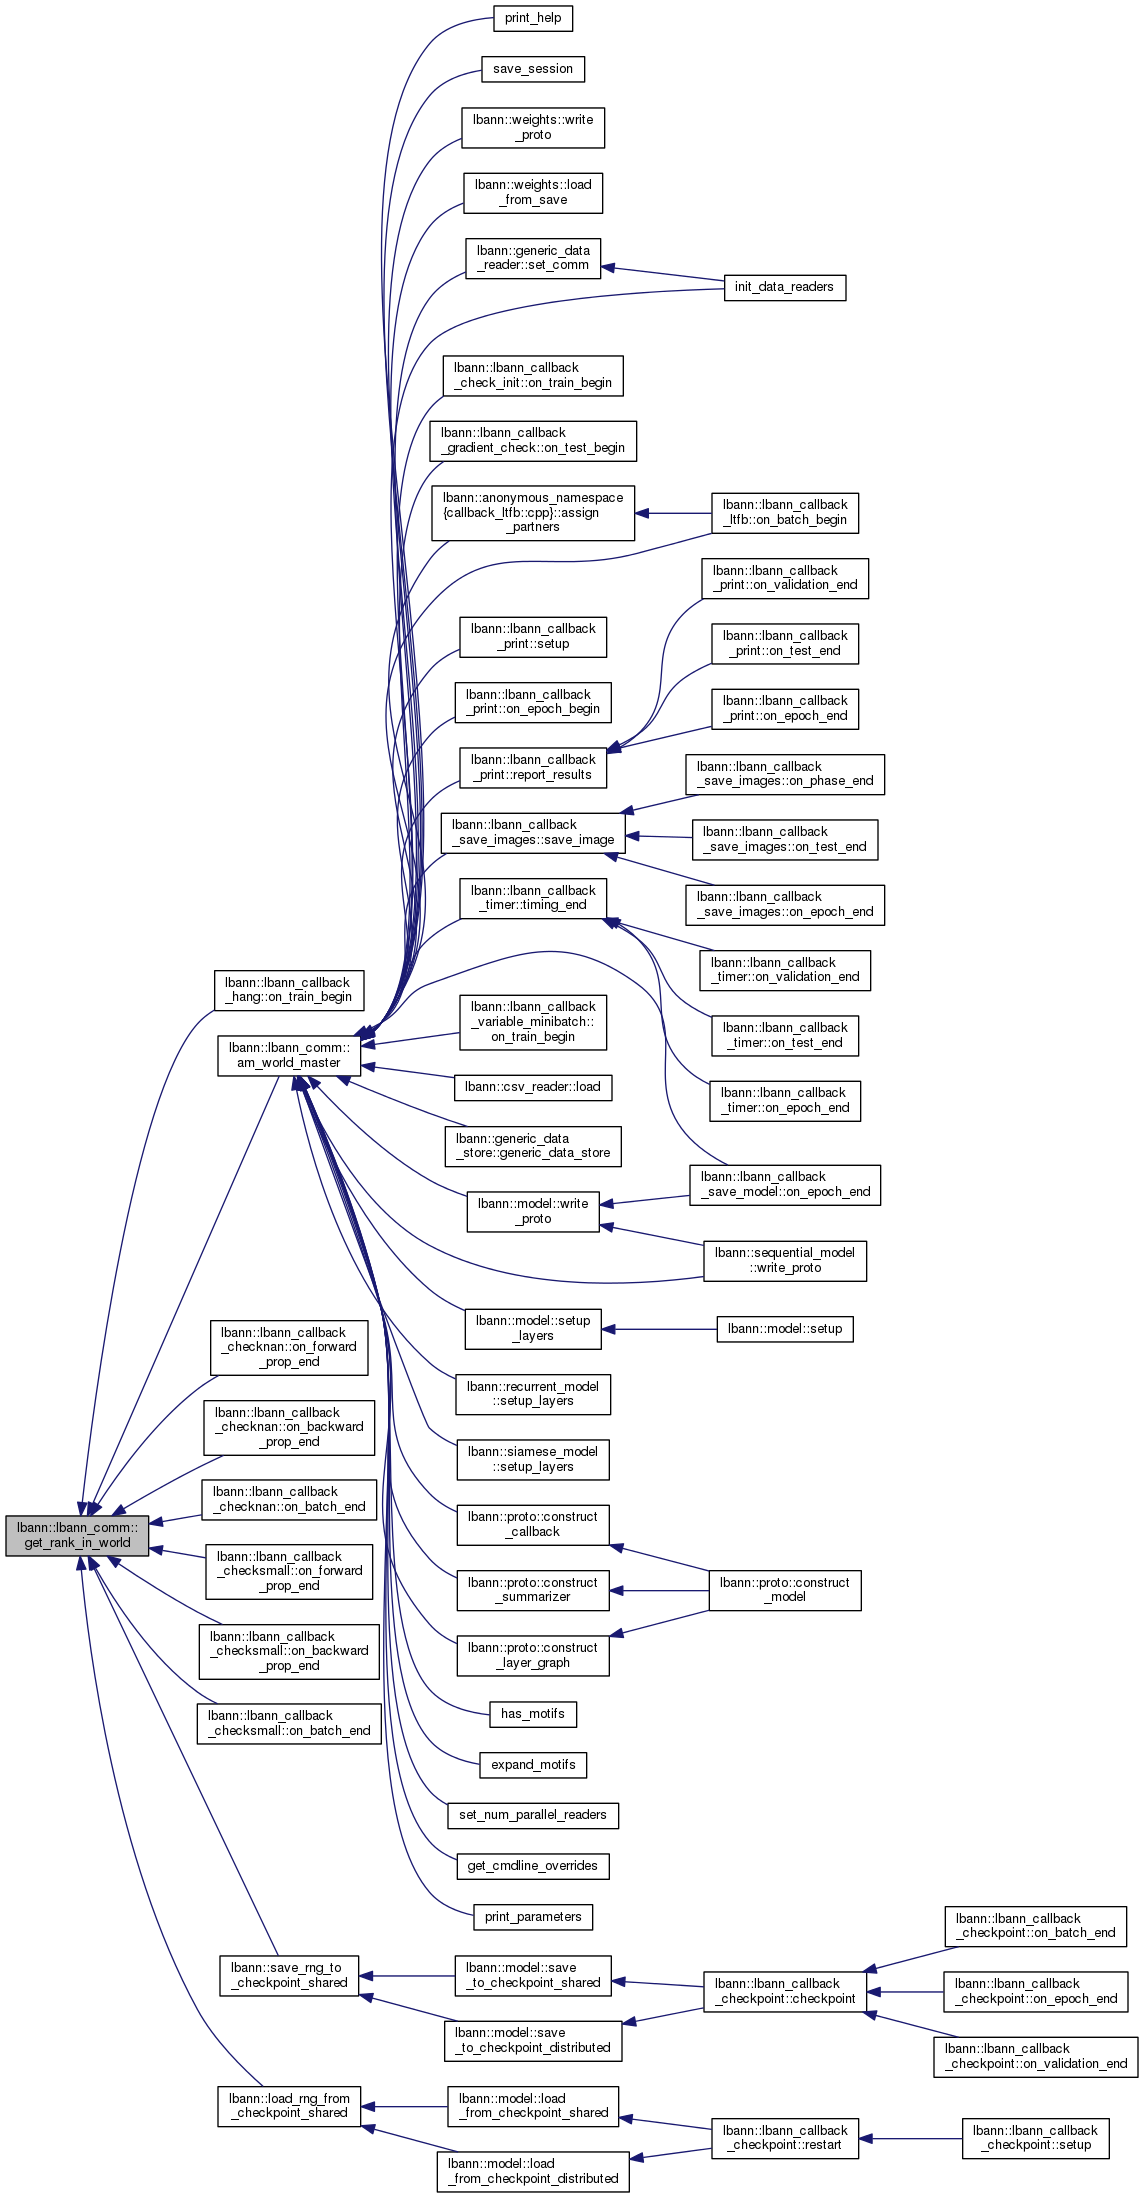 print_help
save_session
lbann::weights::write
_proto
lbann::weights::load
_from_save
lbann::generic_data
_reader::set_comm
init_data_readers
lbann::lbann_callback
_check_init::on_train_begin
lbann::lbann_callback
_gradient_check::on_test_begin
lbann::anonymous_namespace
{callback_ltfb::cpp}::assign
_partners
lbann::lbann_callback
_ltfb::on_batch_begin
lbann::lbann_callback
_print::on_validation_end
lbann::lbann_callback
_print::setup
lbann::lbann_callback
_print::on_test_end
lbann::lbann_callback
_print::on_epoch_begin
lbann::lbann_callback
_print::on_epoch_end
lbann::lbann_callback
_print::report_results
lbann::lbann_callback
_save_images::on_phase_end
lbann::lbann_callback
_save_images::save_image
lbann::lbann_callback
_save_images::on_test_end
lbann::lbann_callback
_timer::timing_end
lbann::lbann_callback
_save_images::on_epoch_end
lbann::lbann_callback
_timer::on_validation_end
lbann::lbann_callback
_hang::on_train_begin
lbann::lbann_callback
_variable_minibatch::
on_train_begin
lbann::lbann_callback
_timer::on_test_end
lbann::lbann_comm::
am_world_master
lbann::csv_reader::load
lbann::lbann_callback
_timer::on_epoch_end
lbann::generic_data
_store::generic_data_store
lbann::lbann_callback
_save_model::on_epoch_end
lbann::model::write
_proto
lbann::sequential_model
::write_proto
lbann::model::setup
_layers
lbann::model::setup
lbann::lbann_callback
_checknan::on_forward
_prop_end
lbann::recurrent_model
::setup_layers
lbann::lbann_callback
_checknan::on_backward
_prop_end
lbann::siamese_model
::setup_layers
lbann::lbann_callback
_checknan::on_batch_end
lbann::proto::construct
_callback
lbann::lbann_comm::
get_rank_in_world
lbann::lbann_callback
_checksmall::on_forward
_prop_end
lbann::proto::construct
_summarizer
lbann::proto::construct
_model
lbann::lbann_callback
_checksmall::on_backward
_prop_end
lbann::proto::construct
_layer_graph
lbann::lbann_callback
_checksmall::on_batch_end
has_motifs
expand_motifs
set_num_parallel_readers
get_cmdline_overrides
print_parameters
lbann::lbann_callback
_checkpoint::on_batch_end
lbann::save_rng_to
_checkpoint_shared
lbann::model::save
_to_checkpoint_shared
lbann::lbann_callback
_checkpoint::checkpoint
lbann::lbann_callback
_checkpoint::on_epoch_end
lbann::model::save
_to_checkpoint_distributed
lbann::lbann_callback
_checkpoint::on_validation_end
lbann::load_rng_from
_checkpoint_shared
lbann::model::load
_from_checkpoint_shared
lbann::lbann_callback
_checkpoint::restart
lbann::lbann_callback
_checkpoint::setup
lbann::model::load
_from_checkpoint_distributed